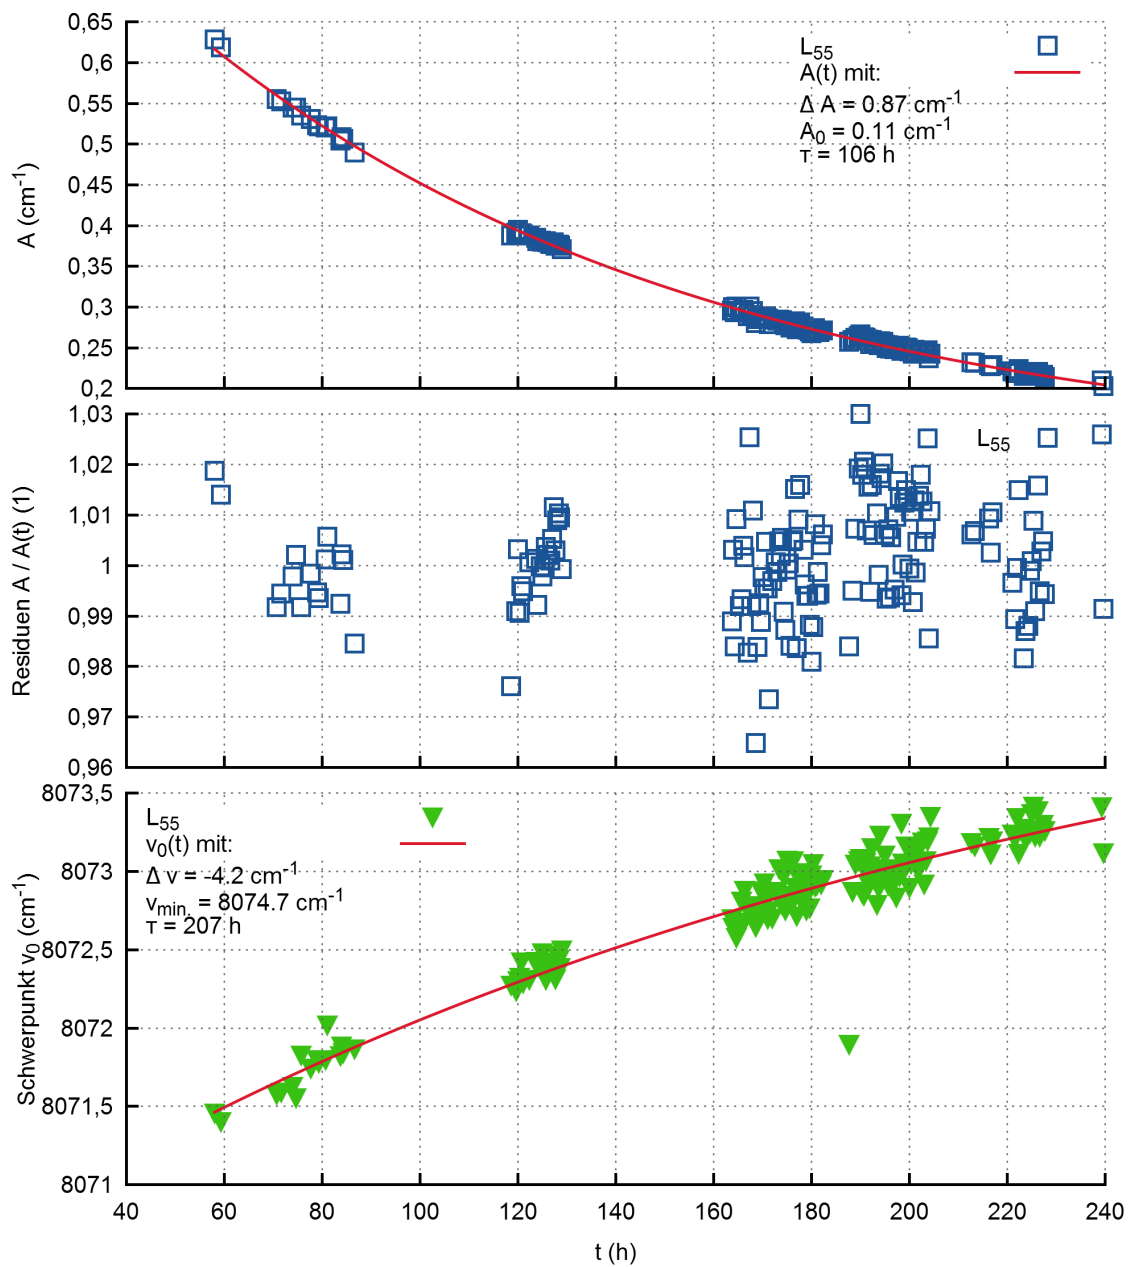 0,65
0,6
0,55
0,5
0,45
0,4
0,35
0,3
0,25
0,2
A (cm⁻¹)
L₅₅
A(t) mit:
Δ A = 0.87 cm⁻¹
A₀ = 0.11 cm⁻¹
τ = 106 h
1,03
1,02
1,01
1
0,99
0,98
0,97
0,96
Residuen A / A(t) (1)
L₅₅
8073,5
8073
8072,5
8072
8071,5
8071
Schwerpunkt ν₀ (cm⁻¹)
L₅₅
ν₀(t) mit:
Δ ν = -4.2 cm⁻¹
νₘᵢₙ. = 8074.7 cm⁻¹
τ = 207 h
40 60 80 100 120 140 160 180 200 220 240
t (h)